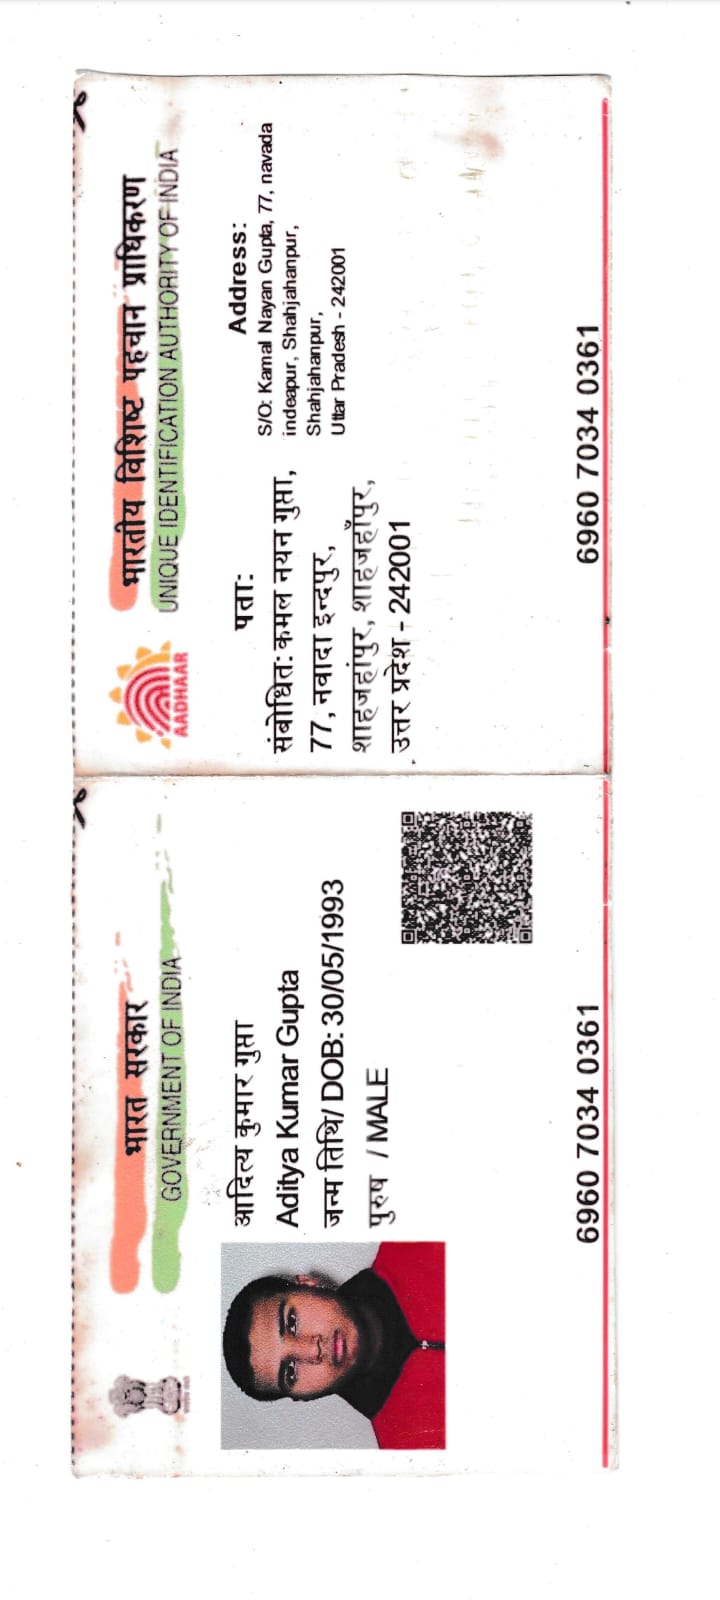 भारत सरकार
GOVERNMENT OF INDIA
आदित्य कुमार गुप्ता
Aditya Kumar Gupta
जन्म तिथि/ DOB: 30/05/1993
पुरुष / MALE
6960 7034 0361
भारतीय विशिष्ट पहचान प्राधिकरण
UNIQUE IDENTIFICATION AUTHORITY OF INDIA
AADHAAR
पता:
संबोधित: कमल नयन गुप्ता,
77, नवादा इन्दपुर,
शाहजहांपुर, शाहजहाँपुर,
उत्तर प्रदेश - 242001
Address:
S/O: Kamal Nayan Gupta, 77, navada
indeapur, Shahjahanpur,
Shahjahanpur,
Uttar Pradesh - 242001
6960 7034 0361